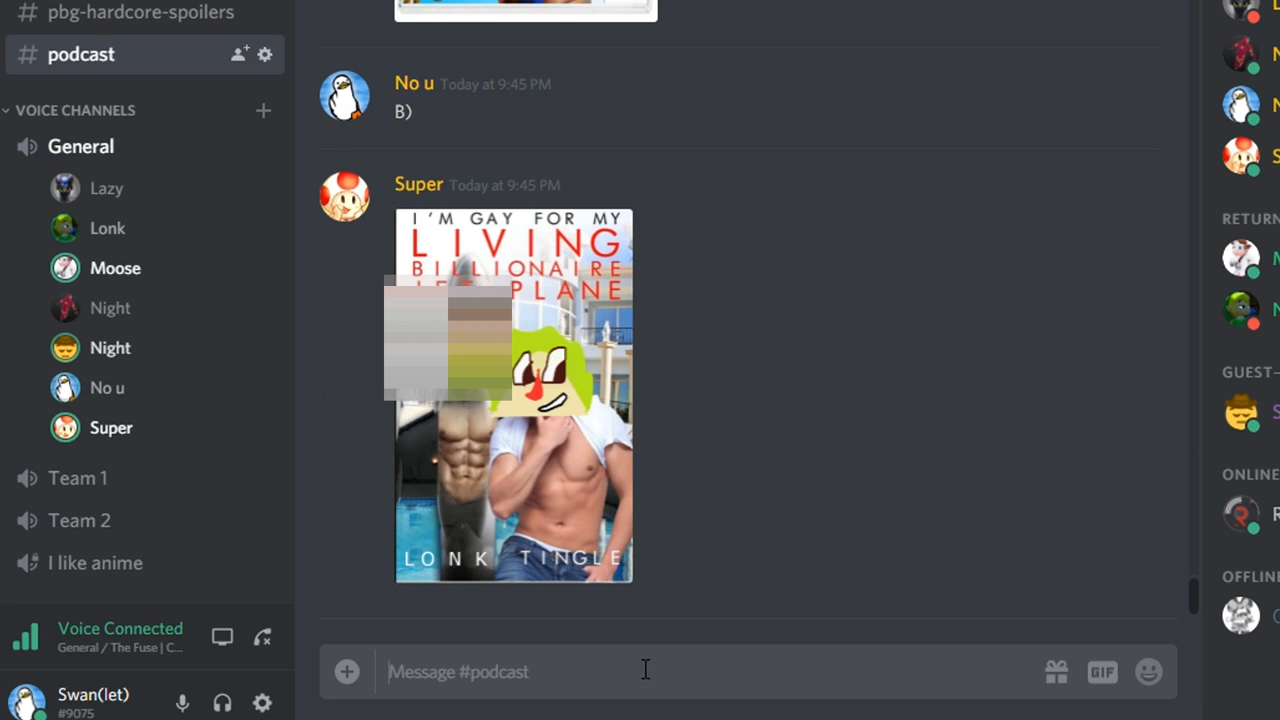 # pbg-hardcore-spoilers
# podcast
VOICE CHANNELS
General
Lazy
Lonk
Moose
Night
Night
No u
Super
Team 1
Team 2
I like anime
Voice Connected
General / The Fuse | C...
Swan(let)
#9075
No u Today at 9:45 PM
B)
Super Today at 9:45 PM
I'M GAY FOR MY
LIVING
BILLIONAIRE
PLANE
LONK TINGLE
Message #podcast
GIF
RETURN
GUEST-
S
ONLINE
R
OFFLIN